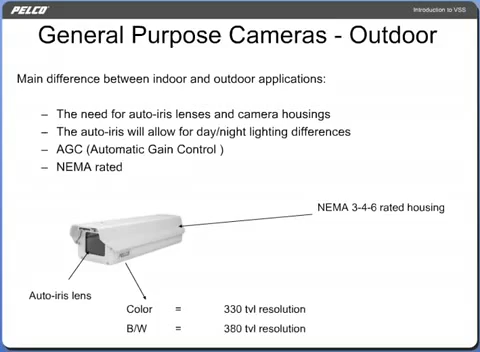 PELCO
Introduction to VSS
General Purpose Cameras - Outdoor
Main difference between indoor and outdoor applications:
– The need for auto-iris lenses and camera housings
– The auto-iris will allow for day/night lighting differences
– AGC (Automatic Gain Control )
– NEMA rated
NEMA 3-4-6 rated housing
PELCO
Auto-iris lens
Color = 330 tvl resolution
B/W = 380 tvl resolution